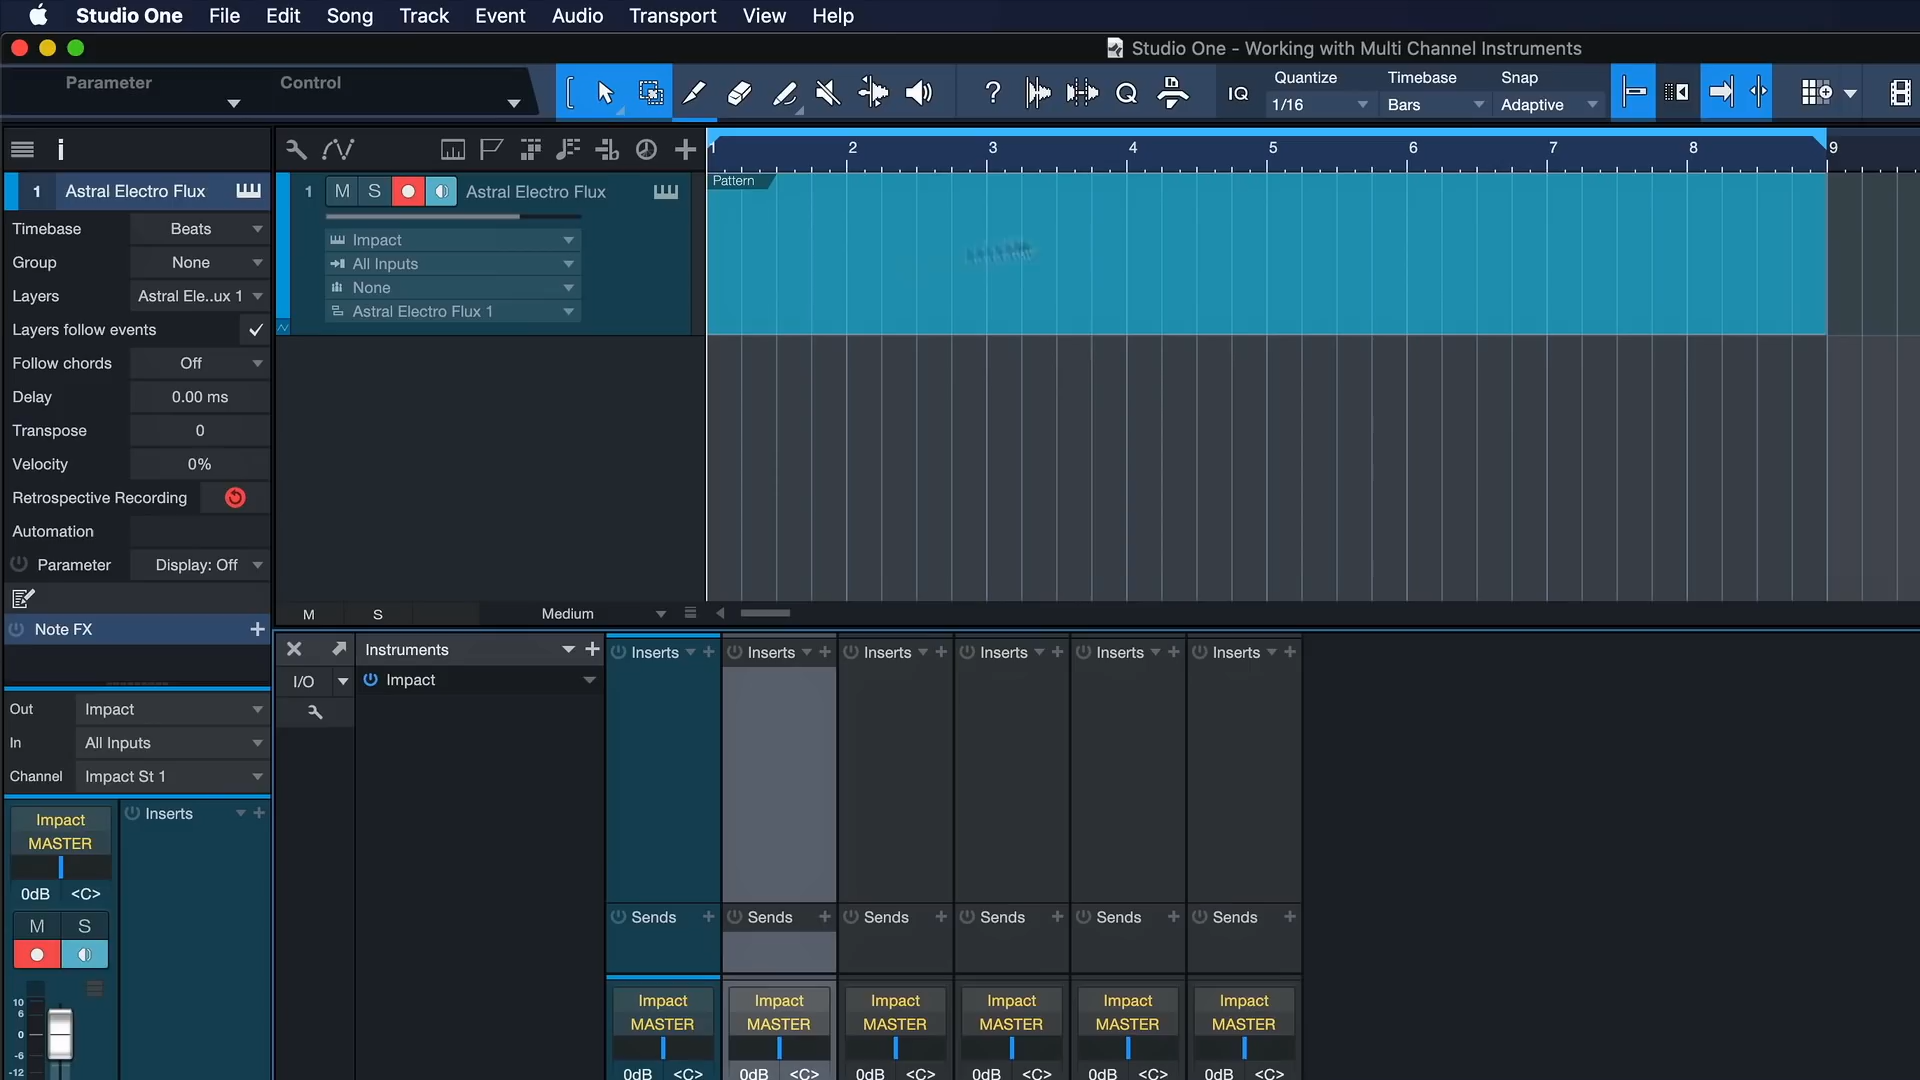 Studio One File Edit Song Track Event Audio Transport View Help
Studio One - Working with Multi Channel Instruments
Parameter Control
Quantize Timebase Snap
? Q IQ 1/16 Bars Adaptive
i
1 2 3 4 5 6 7 8 9
Pattern
1 Astral Electro Flux
1 M S Astral Electro Flux
Impact
All Inputs
None
Astral Electro Flux 1
Timebase Beats
Group None
Layers Astral Ele..ux 1
Layers follow events
Follow chords Off
Delay 0.00 ms
Transpose 0
Velocity 0%
Retrospective Recording
Automation
Parameter Display: Off
M S Medium
Note FX
Instruments
I/O Impact
Inserts Inserts Inserts Inserts Inserts Inserts
Out Impact
In All Inputs
Channel Impact St 1
Impact
MASTER
Inserts
0dB <C>
M S
10
6
0
-6
-12
Sends Sends Sends Sends Sends Sends
Impact Impact Impact Impact Impact Impact
MASTER MASTER MASTER MASTER MASTER MASTER
0dB <C> 0dB <C> 0dB <C> 0dB <C> 0dB <C> 0dB <C>